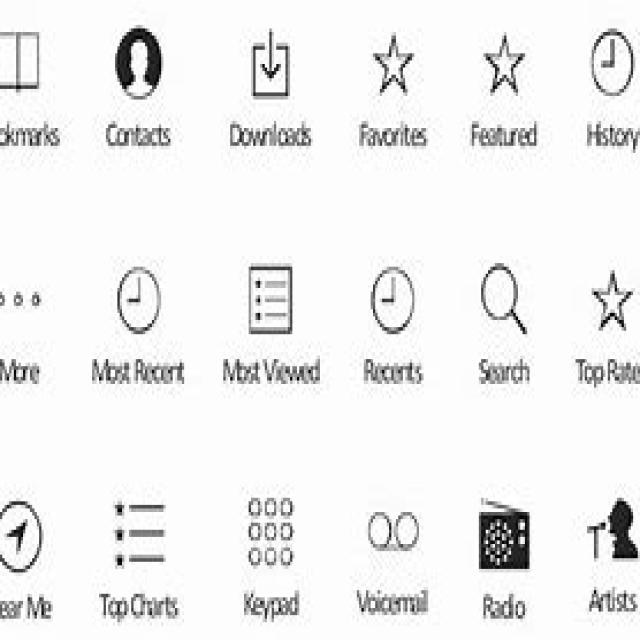 okmarks Contacts Downloads Favorites Featured History
More Most Recent Most Viewed Recents Search Top Rate
ear Me Top Charts Keypad Voicemail Radio Artists